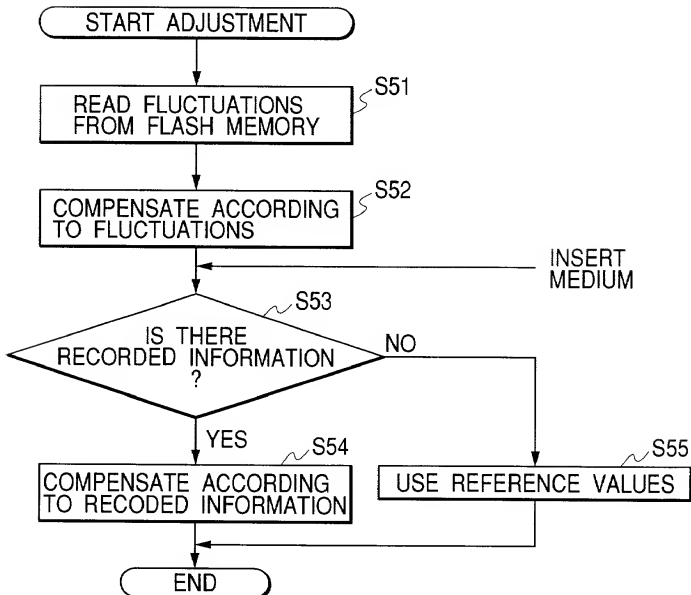 START ADJUSTMENT
S51
READ FLUCTUATIONS
FROM FLASH MEMORY
S52
COMPENSATE ACCORDING
TO FLUCTUATIONS
INSERT
MEDIUM
S53
IS THERE
RECORDED INFORMATION
?
NO
YES
S54
COMPENSATE ACCORDING
TO RECODED INFORMATION
S55
USE REFERENCE VALUES
END